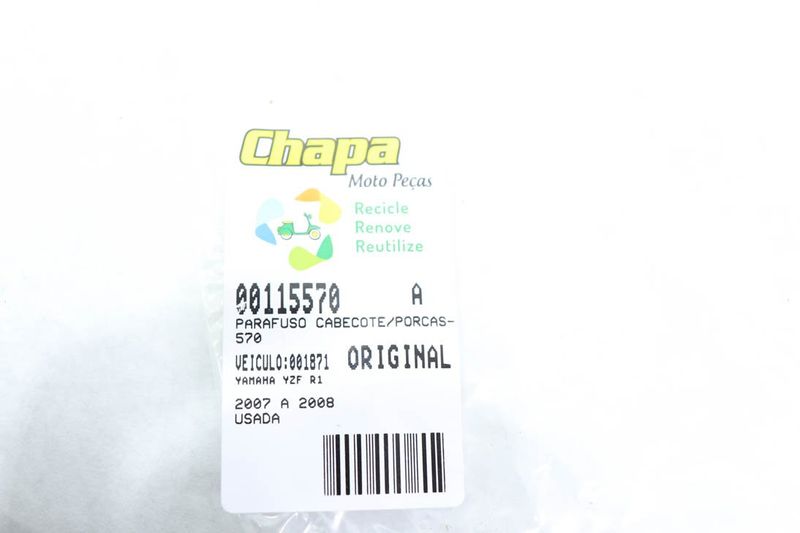 Chapa
Moto Peças
Recicle
Renove
Reutilize
00115570 A
PARAFUSO CABECOTE/PORCAS-
570
VEICULO:001871 ORIGINAL
YAMAHA YZF R1
2007 A 2008
USADA